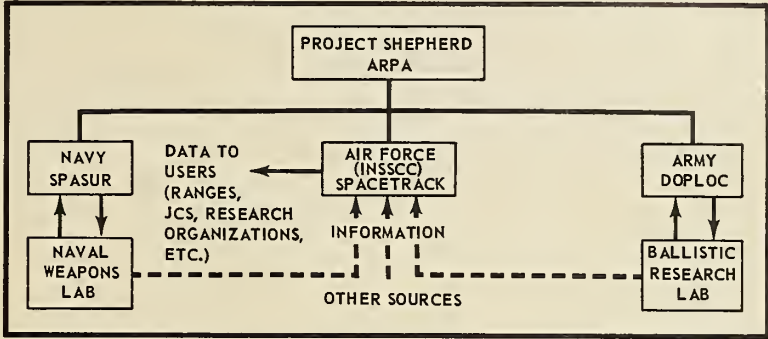 PROJECT SHEPHERD
ARPA
NAVY
SPASUR
DATA TO
USERS
(RANGES,
JCS, RESEARCH
ORGANIZATIONS,
ETC.)
AIR FORCE
(INSSCC)
SPACETRACK
ARMY
DOPLOC
INFORMATION
NAVAL
WEAPONS
LAB
BALLISTIC
RESEARCH
LAB
OTHER SOURCES